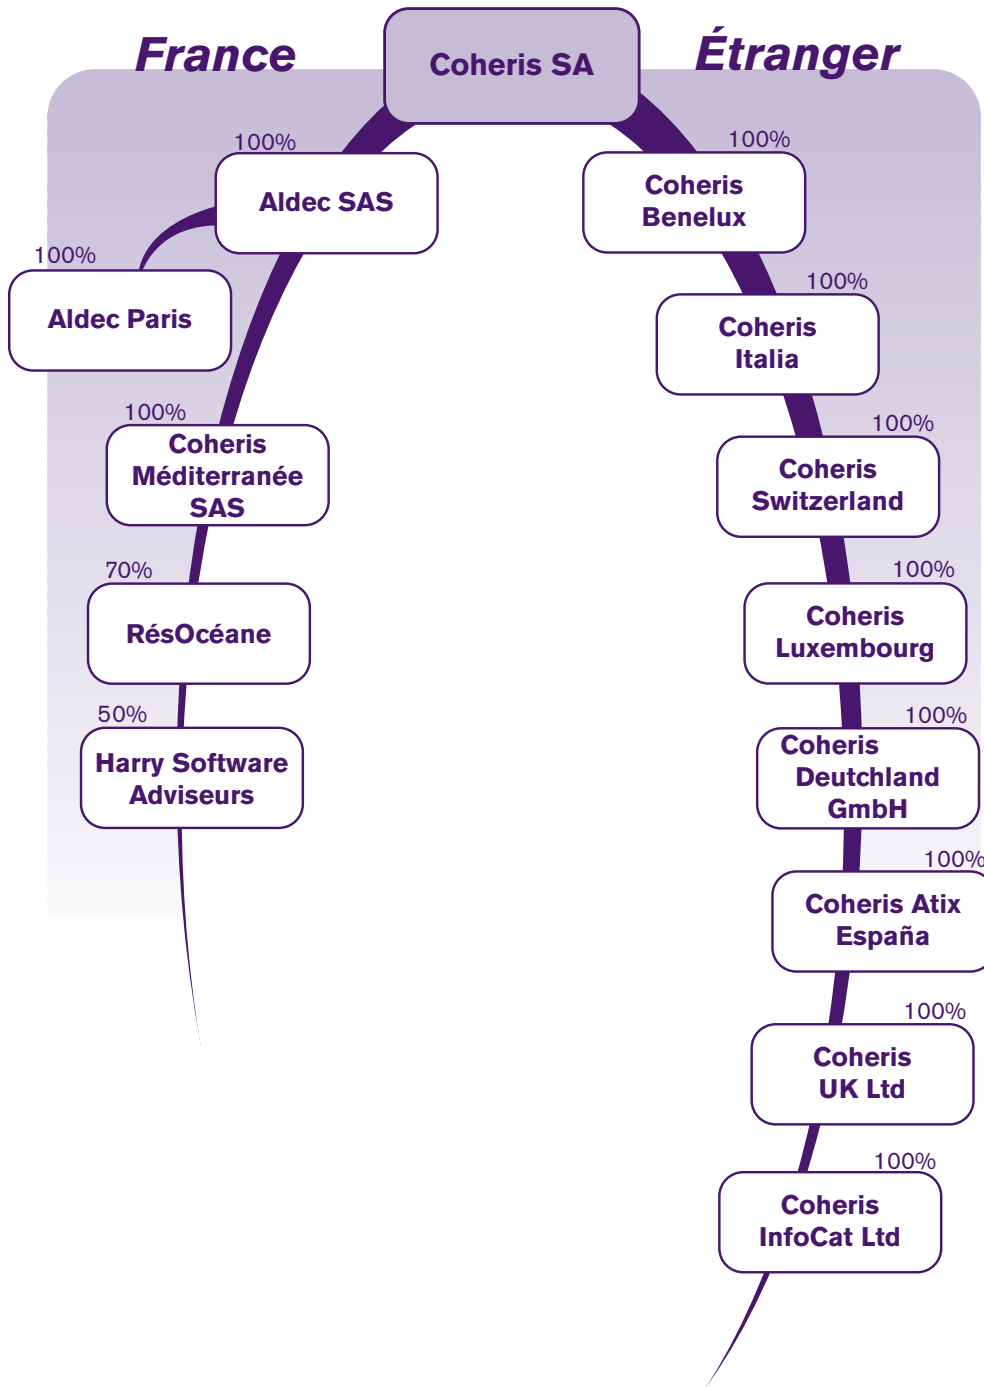 France
Coheris SA
Étranger
100%
Aldec SAS
100%
Aldec Paris
100%
Coheris
Méditerranée
SAS
70%
RésOcéane
50%
Harry Software
Adviseurs
100%
Coheris
Benelux
100%
Coheris
Italia
100%
Coheris
Switzerland
100%
Coheris
Luxembourg
100%
Coheris
Deutchland
GmbH
100%
Coheris Atix
España
100%
Coheris
UK Ltd
100%
Coheris
InfoCat Ltd